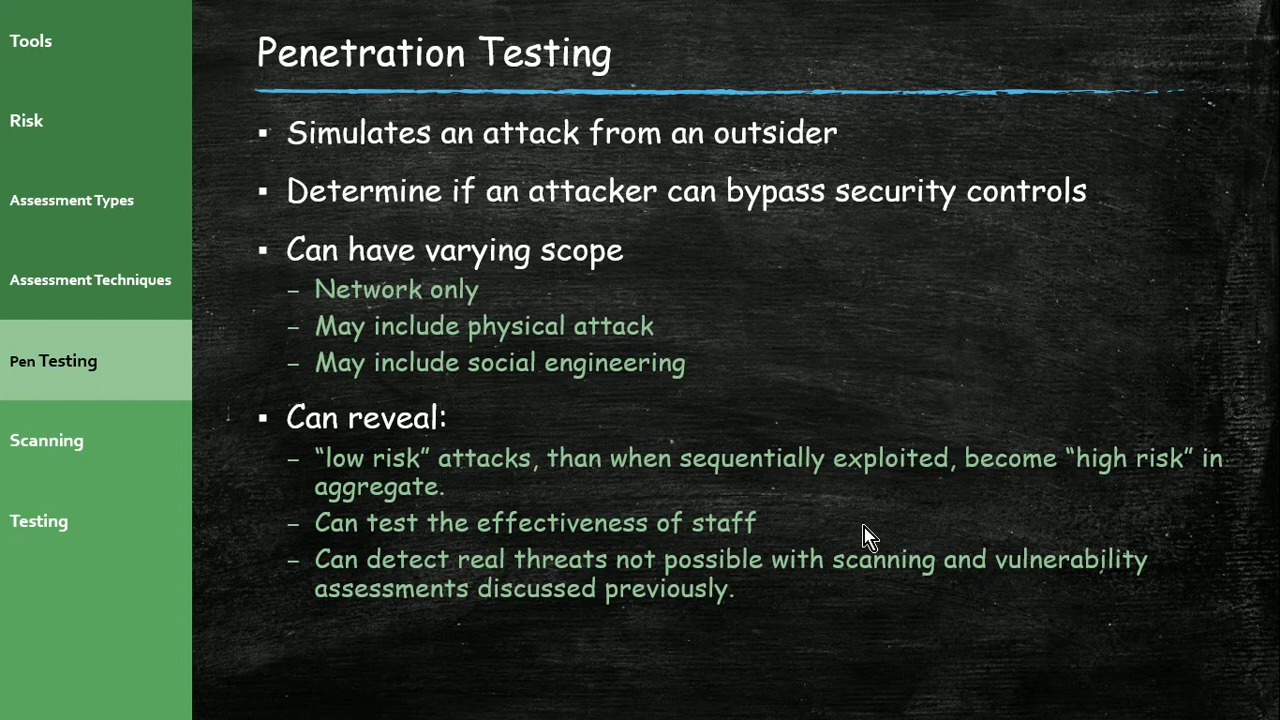 Tools
Risk
Assessment Types
Assessment Techniques
Pen Testing
Scanning
Testing
Penetration Testing
▪ Simulates an attack from an outsider
▪ Determine if an attacker can bypass security controls
▪ Can have varying scope
– Network only
– May include physical attack
– May include social engineering
▪ Can reveal:
– “low risk” attacks, than when sequentially exploited, become “high risk” in
aggregate.
– Can test the effectiveness of staff
– Can detect real threats not possible with scanning and vulnerability
assessments discussed previously.